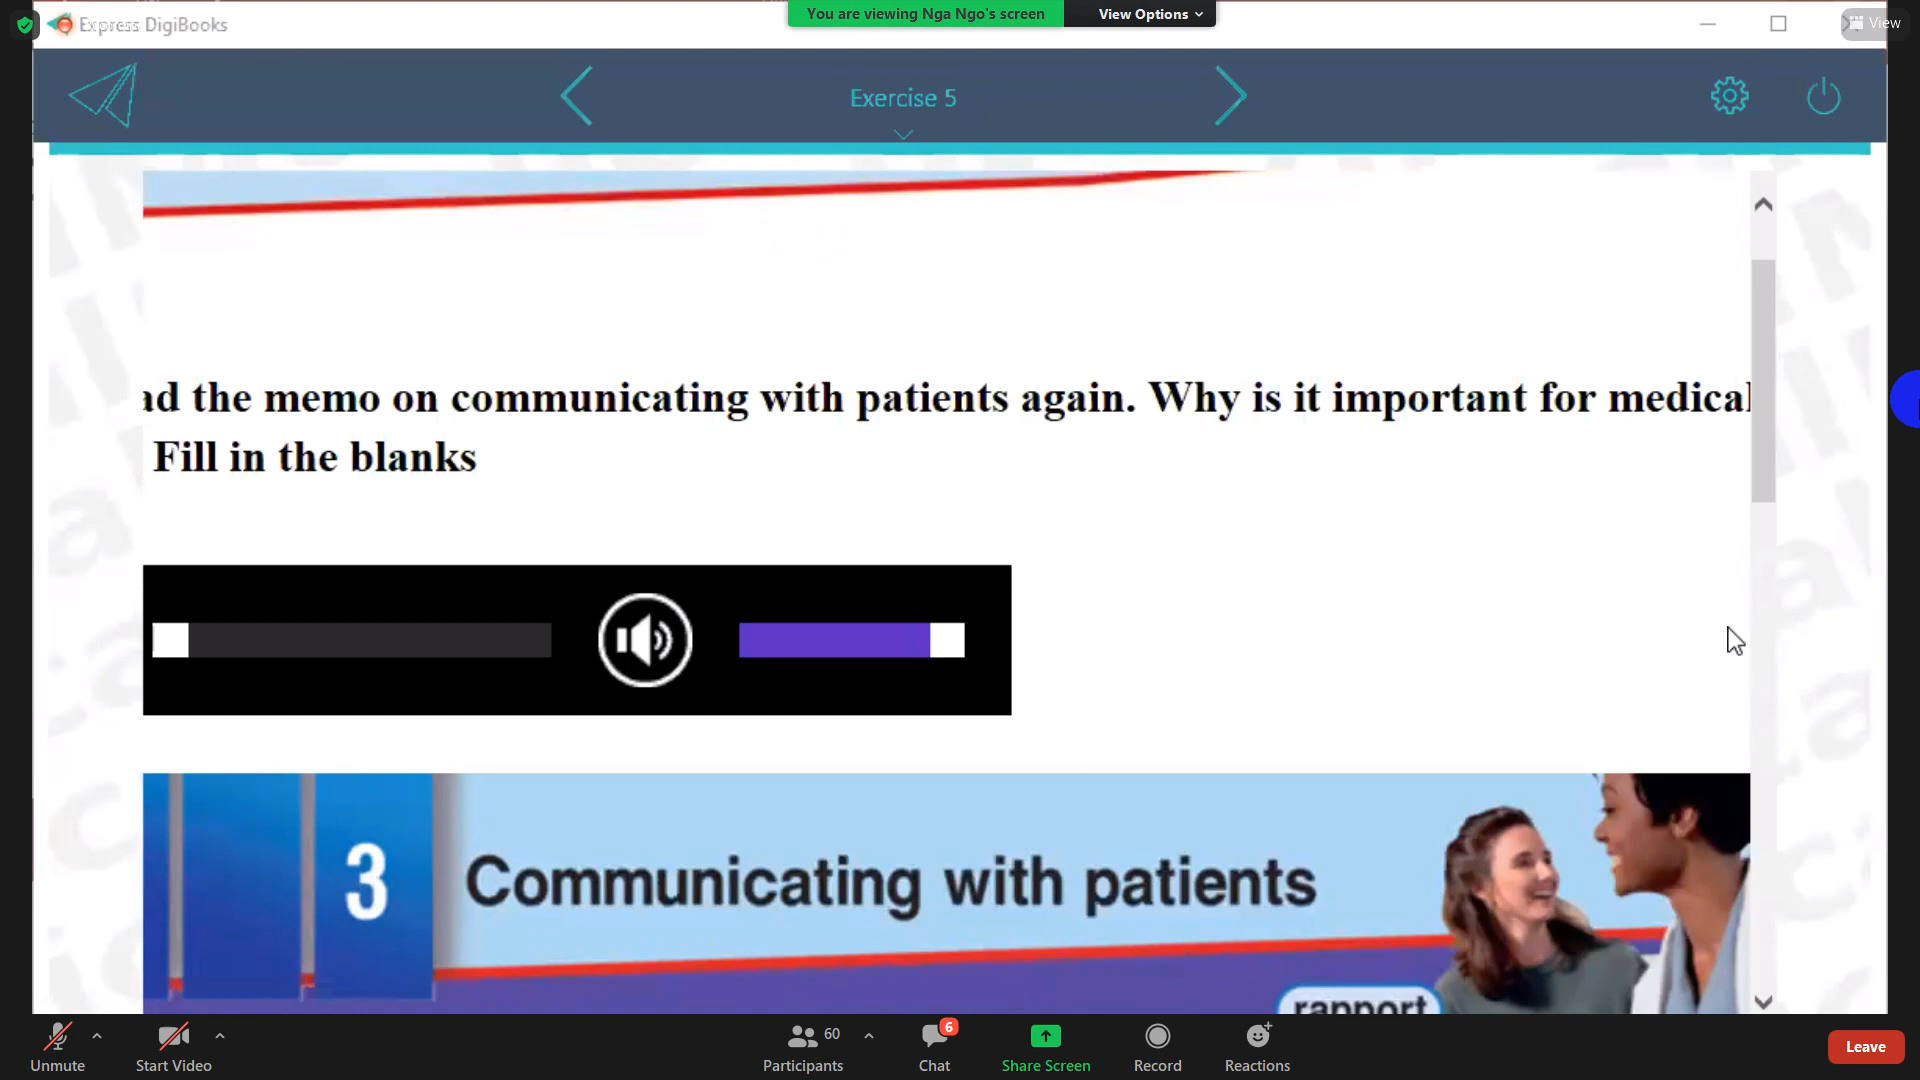 Express DigiBooks
You are viewing Nga Ngo's screen
View Options
View
Exercise 5
ad the memo on communicating with patients again. Why is it important for medical
Fill in the blanks
3
Communicating with patients
rapport
Unmute
Start Video
60
Participants
6
Chat
Share Screen
Record
Reactions
Leave